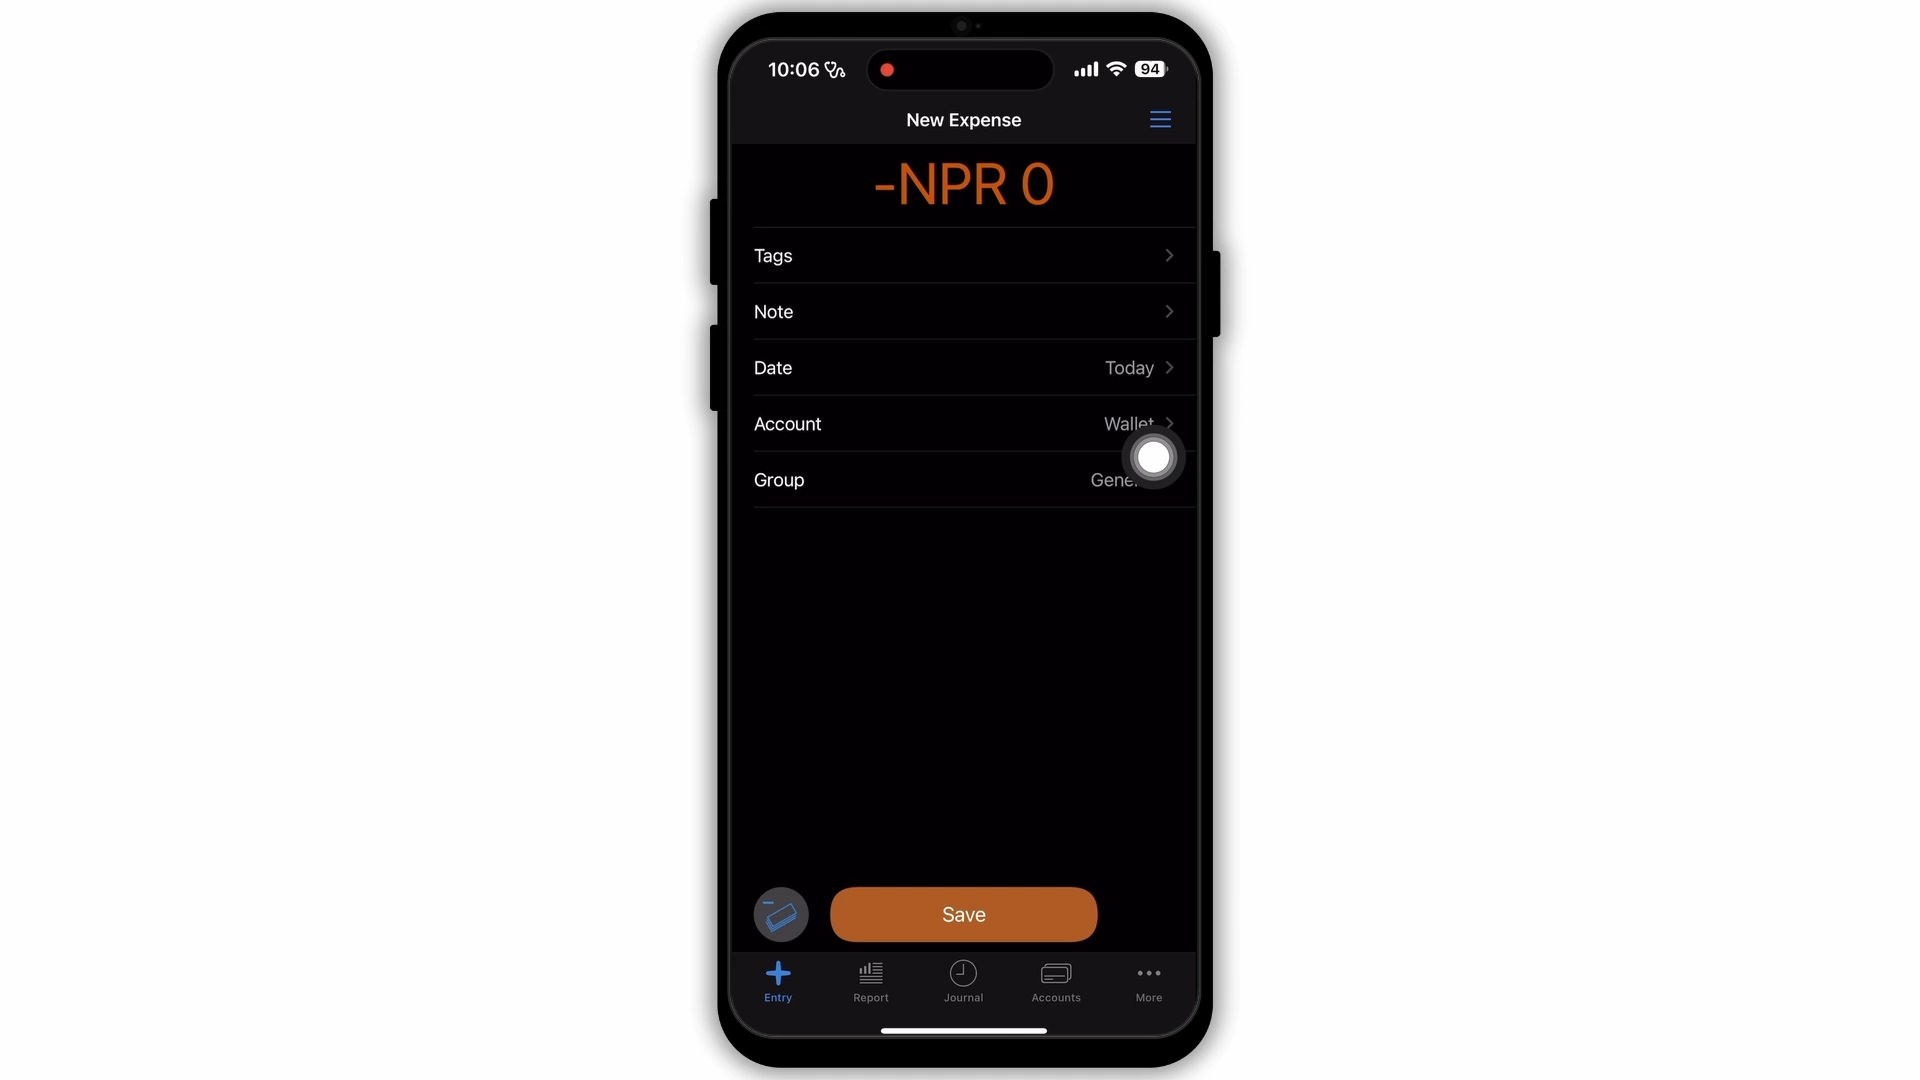 10:06 94
New Expense
-NPR 0
Tags
Note
Date Today
Account Wallet
Group
Save
Entry Report Journal Accounts More